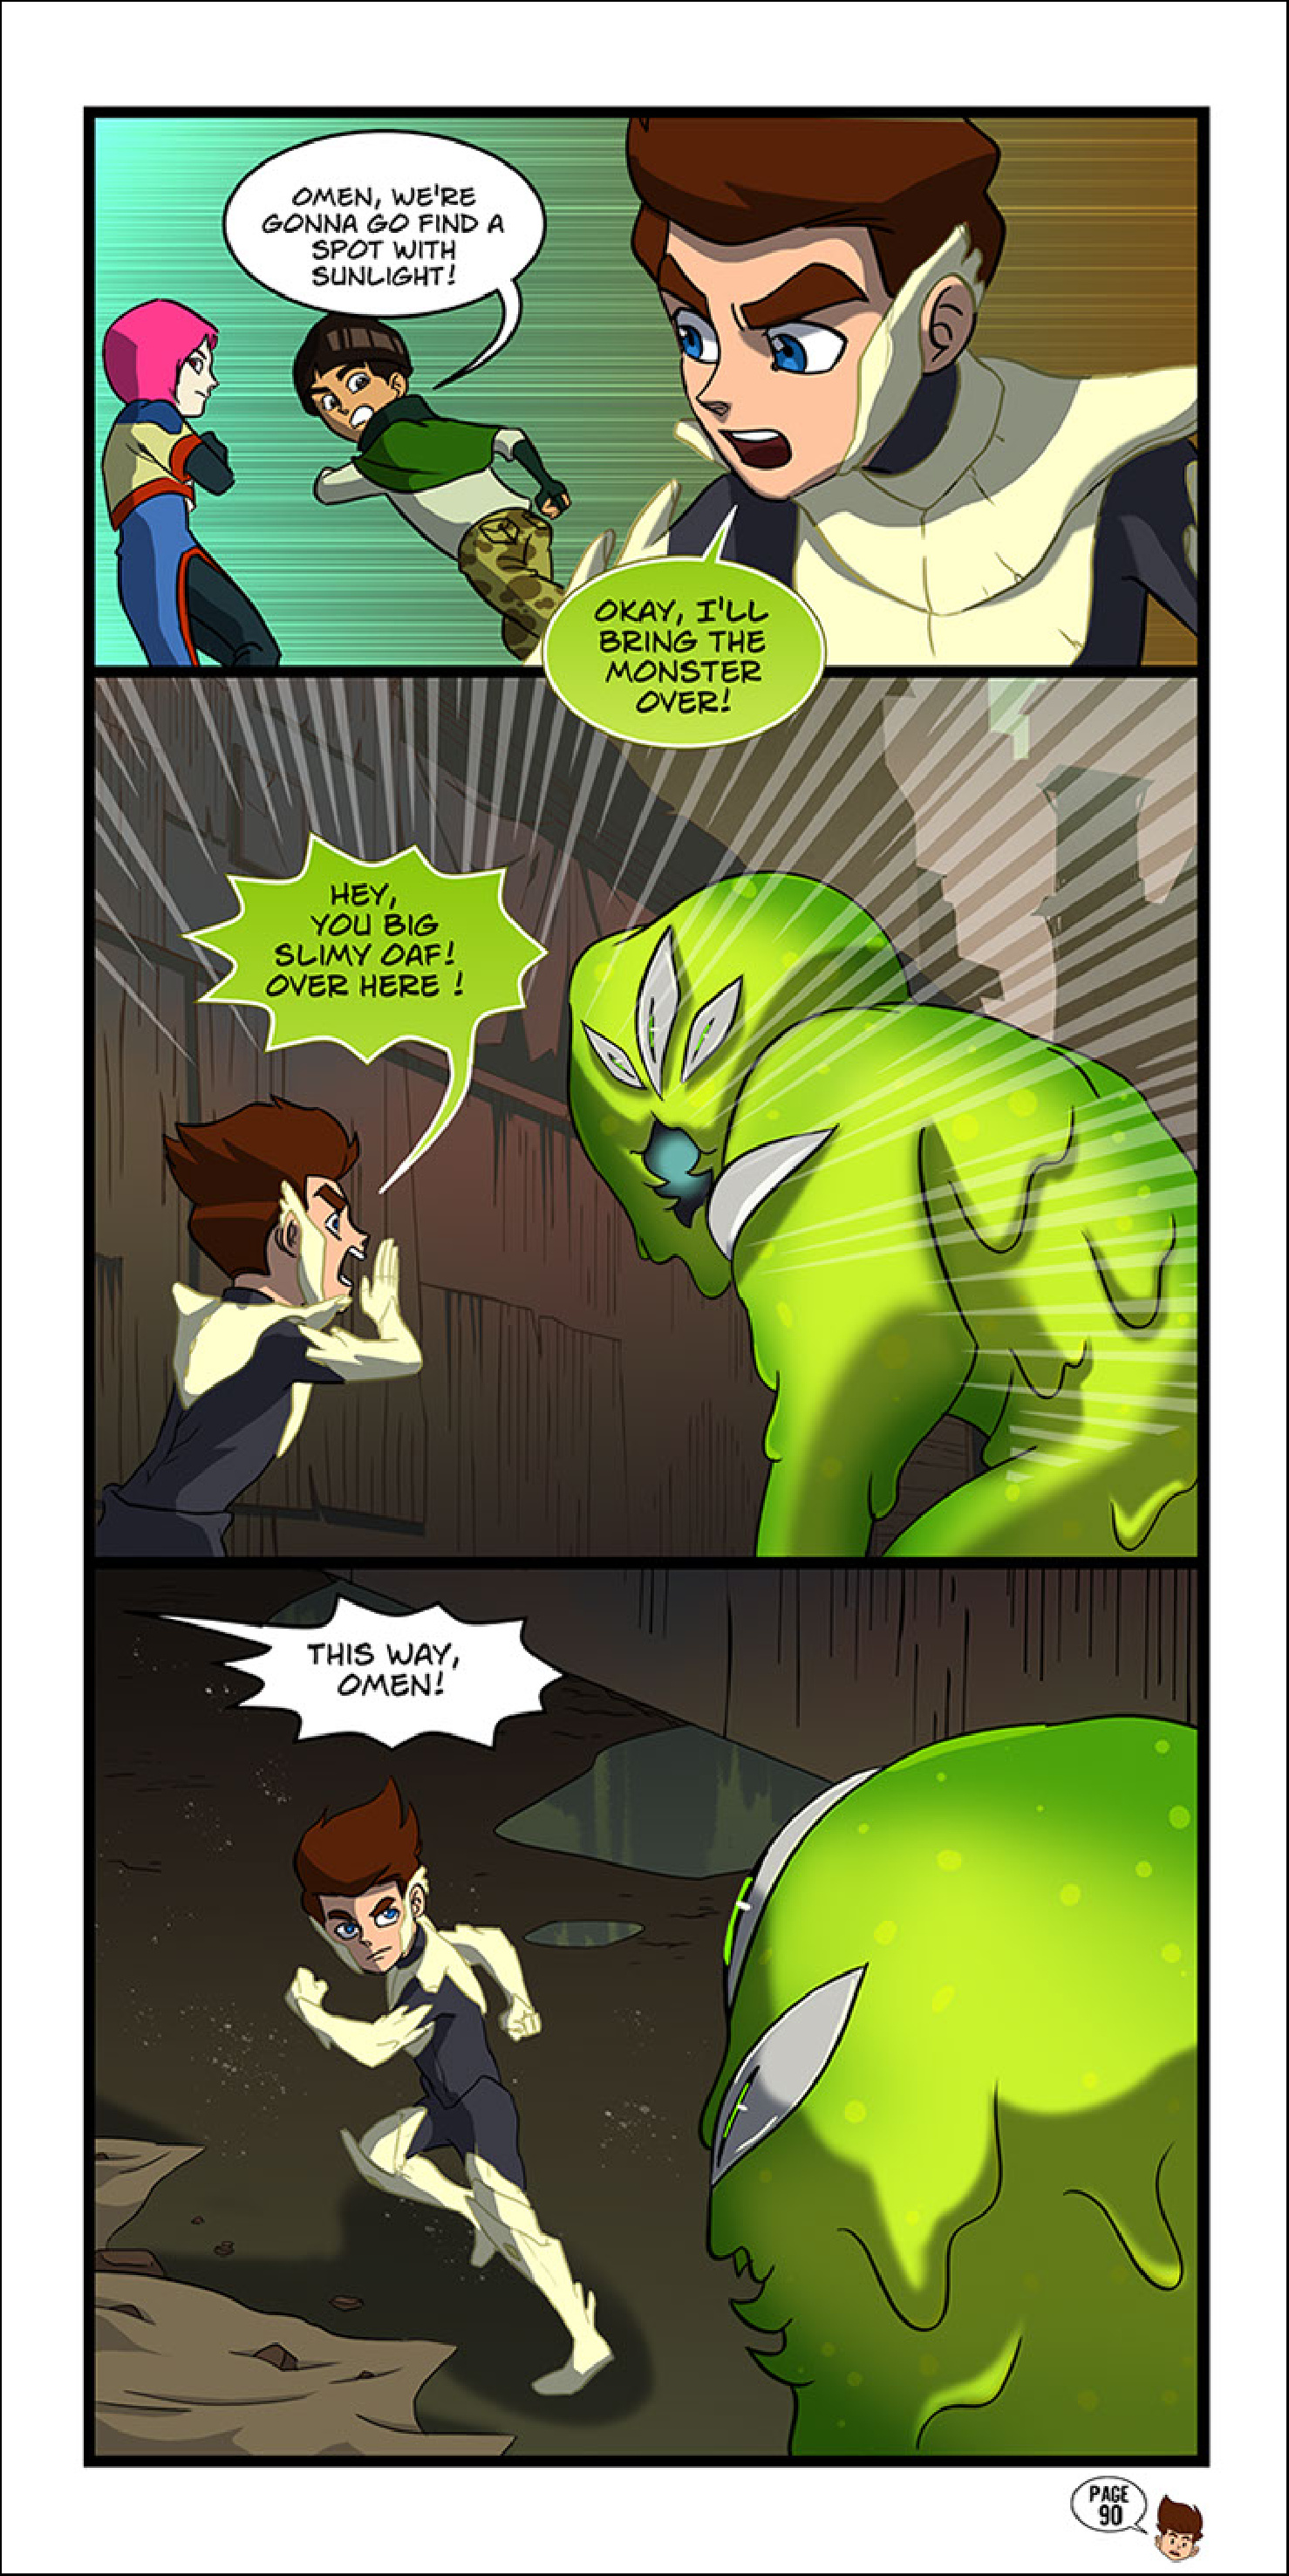 OMEN, WE'RE
GONNA GO FIND A
SPOT WITH
SUNLIGHT!
OKAY, I'LL
BRING THE
MONSTER
OVER!
HEY,
YOU BIG
SLIMY OAF!
OVER HERE !
THIS WAY,
OMEN!
PAGE
90